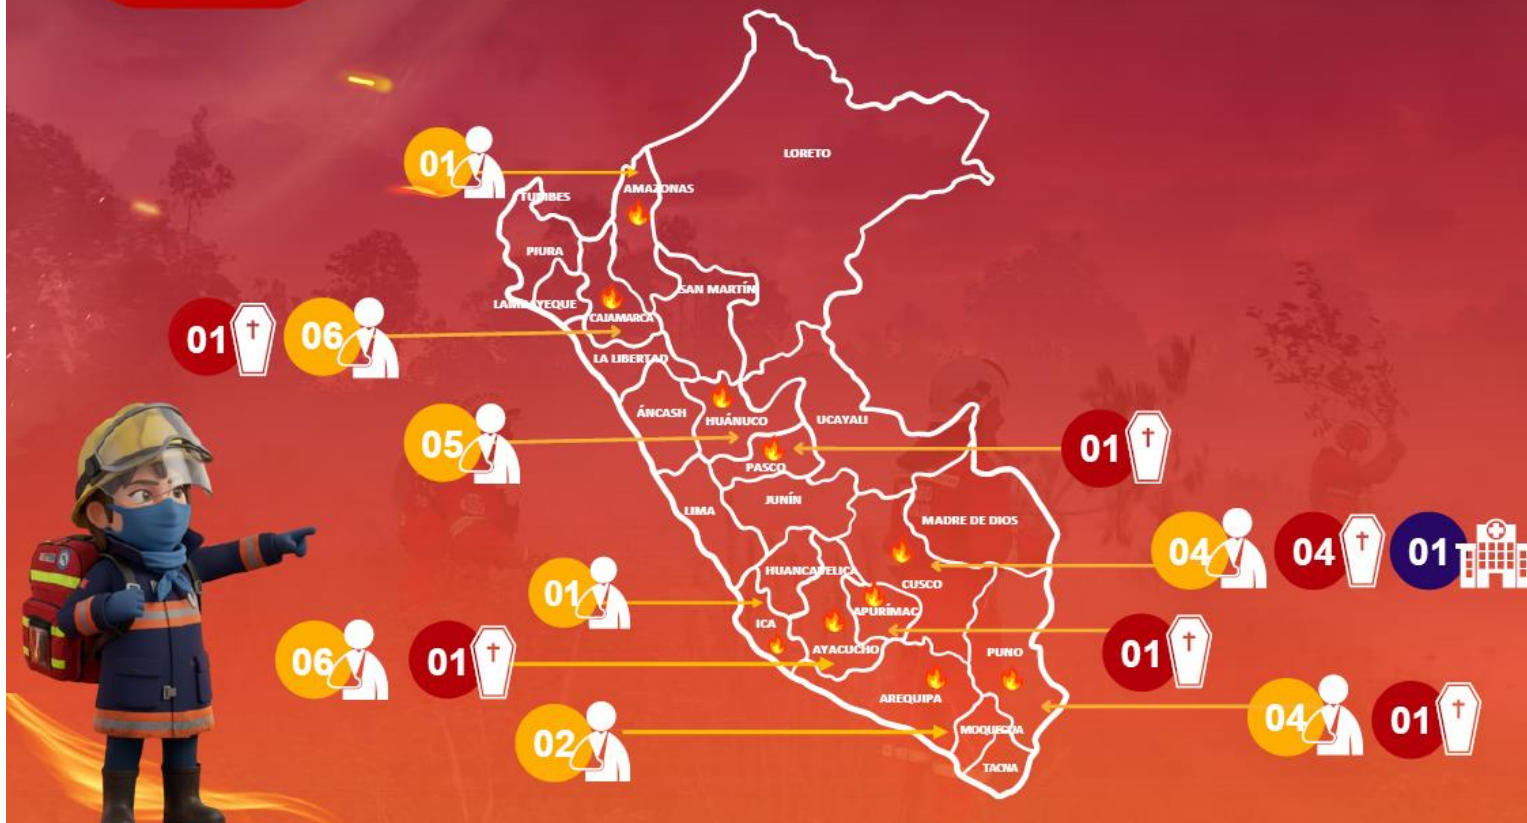 LORETO
01
AMAZONAS
TUMBES
PIURA
SAN MARTÍN
LAMBAYEQUE
CAJAMARCA
01
06
LA LIBERTAD
ÁNCASH
HUÁNUCO
UCAYALI
05
01
PASCO
JUNÍN
LIMA
MADRE DE DIOS
04
04
01
HUANCAVELICA
CUSCO
01
APURÍMAC
ICA
AYACUCHO
PUNO
01
06
01
AREQUIPA
04
01
MOQUEGUA
02
TACNA